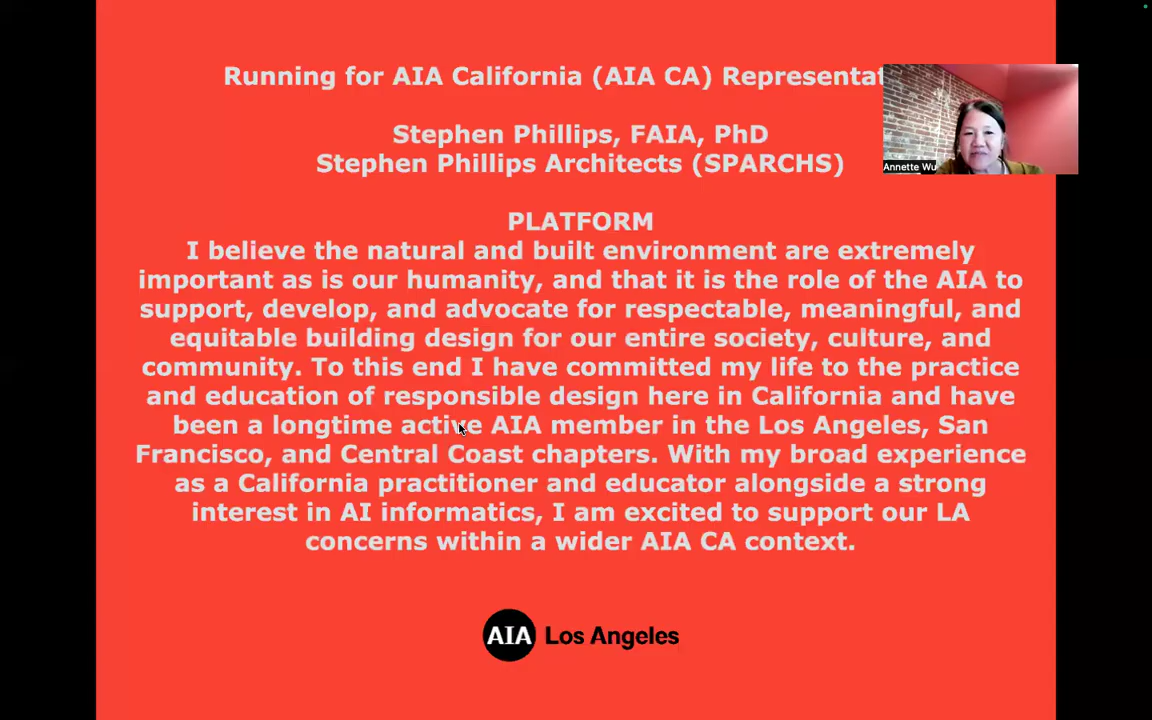 Running for AIA California (AIA CA)
Stephen Phillips, FAIA, PhD
Stephen Phillips Architects (SPARCHS)
Annette Wu
PLATFORM
I believe the natural and built environment are extremely
important as is our humanity, and that it is the role of the AIA to
support, develop, and advocate for respectable, meaningful, and
equitable building design for our entire society, culture, and
community. To this end I have committed my life to the practice
and education of responsible design here in California and have
been a longtime active AIA member in the Los Angeles, San
Francisco, and Central Coast chapters. With my broad experience
as a California practitioner and educator alongside a strong
interest in AI informatics, I am excited to support our LA
concerns within a wider AIA CA context.
AIA Los Angeles